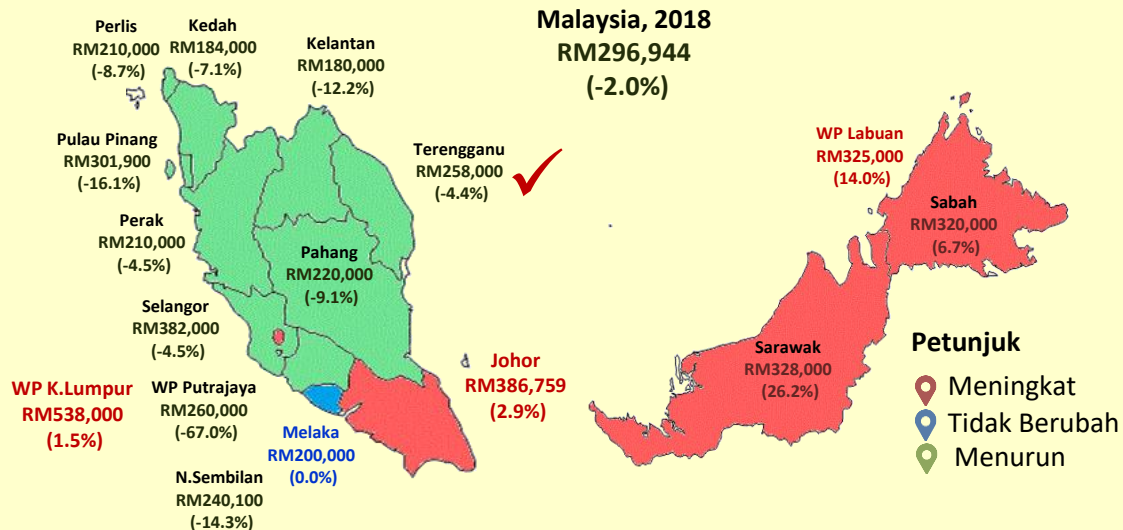 Malaysia, 2018
RM296,944
(-2.0%)
Perlis
RM210,000
(-8.7%)
Kedah
RM184,000
(-7.1%)
Kelantan
RM180,000
(-12.2%)
Pulau Pinang
RM301,900
(-16.1%)
Terengganu
RM258,000
(-4.4%)
Perak
RM210,000
(-4.5%)
Pahang
RM220,000
(-9.1%)
Selangor
RM382,000
(-4.5%)
WP K.Lumpur
RM538,000
(1.5%)
WP Putrajaya
RM260,000
(-67.0%)
Melaka
RM200,000
(0.0%)
N.Sembilan
RM240,100
(-14.3%)
Johor
RM386,759
(2.9%)
WP Labuan
RM325,000
(14.0%)
Sabah
RM320,000
(6.7%)
Sarawak
RM328,000
(26.2%)
Petunjuk
Meningkat
Tidak Berubah
Menurun